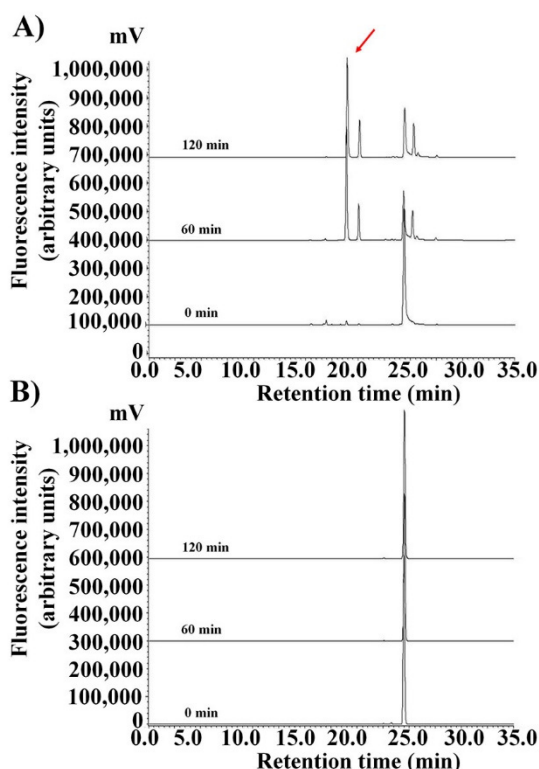 A)
mV
Fluorescence intensity
(arbitrary units)
1,000,000
900,000
800,000
700,000
600,000
500,000
400,000
300,000
200,000
100,000
0
120 min
60 min
0 min
0.0 5.0 10.0 15.0 20.0 25.0 30.0 35.0
Retention time (min)
B)
mV
Fluorescence intensity
(arbitrary units)
1,000,000
900,000
800,000
700,000
600,000
500,000
400,000
300,000
200,000
100,000
0
120 min
60 min
0 min
0.0 5.0 10.0 15.0 20.0 25.0 30.0 35.0
Retention time (min)